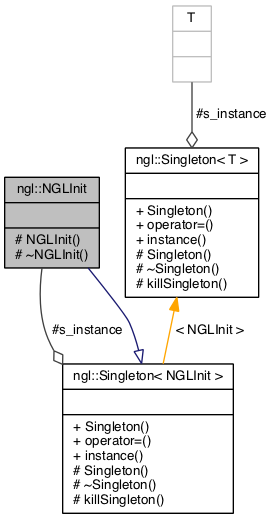 T
#s_instance
ngl::Singleton< T >
+ Singleton()
+ operator=()
+ instance()
# Singleton()
# ~Singleton()
# killSingleton()
ngl::NGLInit
# NGLInit()
# ~NGLInit()
#s_instance
< NGLInit >
ngl::Singleton< NGLInit >
+ Singleton()
+ operator=()
+ instance()
# Singleton()
# ~Singleton()
# killSingleton()